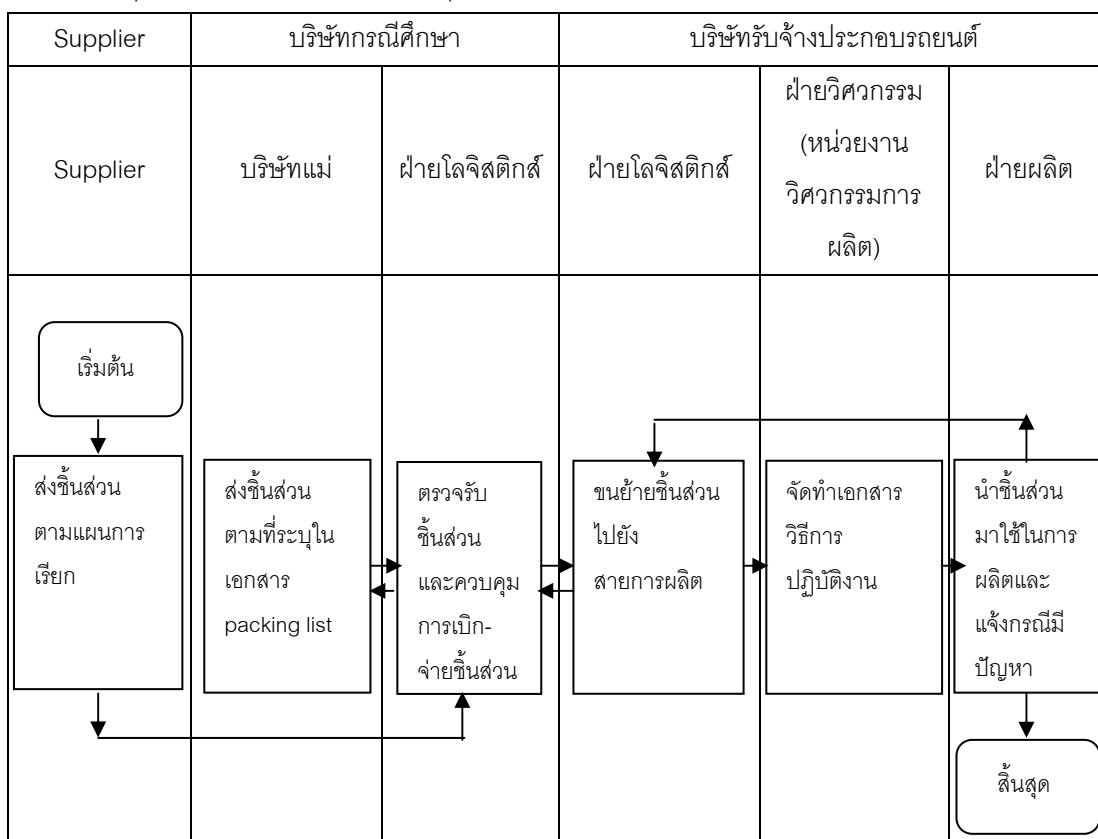 Supplier
บริษัทกรณีศึกษา
บริษัทรับจ้างประกอบรถยนต์
Supplier
บริษัทแม่
ฝ่ายโลจิสติกส์
ฝ่ายโลจิสติกส์
ฝ่ายวิศวกรรม
(หน่วยงาน
วิศวกรรมการ
ผลิต)
ฝ่ายผลิต
เริ่มต้น
ส่งชิ้นส่วน
ตามแผนการ
เรียก
ส่งชิ้นส่วน
ตามที่ระบุใน
เอกสาร
packing list
ตรวจรับ
ชิ้นส่วน
และควบคุม
การเบิก-
จ่ายชิ้นส่วน
ขนย้ายชิ้นส่วน
ไปยัง
สายการผลิต
จัดทำเอกสาร
วิธีการ
ปฏิบัติงาน
นำชิ้นส่วน
มาใช้ในการ
ผลิตและ
แจ้งกรณีมี
ปัญหา
สิ้นสุด